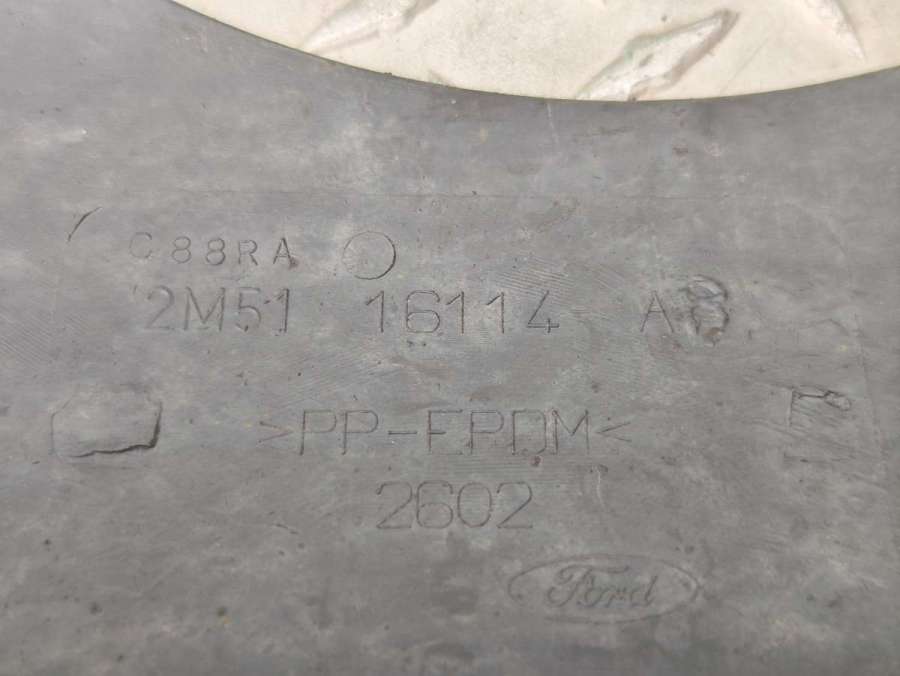 C88RA
2M51 16114 A
>PP-EPDM<
2602
Ford